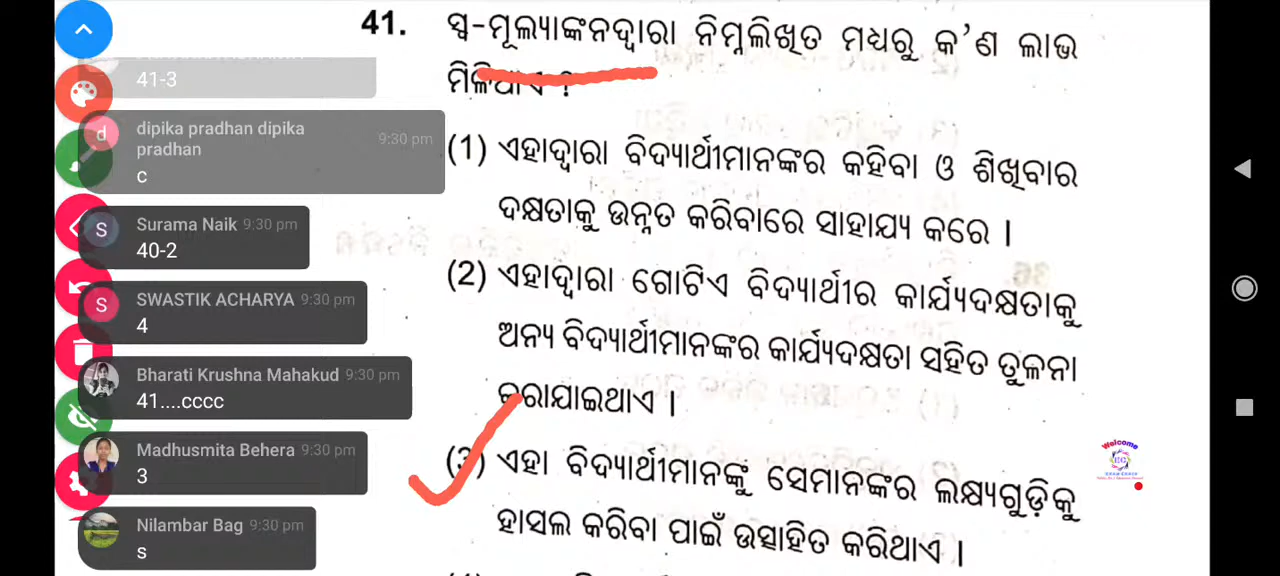 41. ସ୍ଵ-ମୂଲ୍ୟାଙ୍କନଦ୍ଵାରା ନିମ୍ନଲିଖିତ ମଧ୍ୟରୁ କ'ଣ ଲାଭ
ମିଳିଥାଏ ?
(1) ଏହାଦ୍ୱାରା ବିଦ୍ୟାର୍ଥୀମାନଙ୍କର କହିବା ଓ ଶିଖିବାର
ଦକ୍ଷତାକୁ ଉନ୍ନତ କରିବାରେ ସାହାଯ୍ୟ କରେ ।
(2) ଏହାଦ୍ୱାରା ଗୋଟିଏ ବିଦ୍ୟାର୍ଥୀର କାର୍ଯ୍ୟଦକ୍ଷତାକୁ
ଅନ୍ୟ ବିଦ୍ୟାର୍ଥୀମାନଙ୍କର କାର୍ଯ୍ୟଦକ୍ଷତା ସହିତ ତୁଳନା
କରାଯାଇଥାଏ ।
(3) ଏହା ବିଦ୍ୟାର୍ଥୀମାନଙ୍କୁ ସେମାନଙ୍କର ଲକ୍ଷ୍ୟଗୁଡ଼ିକୁ
ହାସଲ କରିବା ପାଇଁ ଉତ୍ସାହିତ କରିଥାଏ ।
41-3
dipika pradhan dipika 9:30 pm
pradhan
c
S Surama Naik 9:30 pm
40-2
S SWASTIK ACHARYA 9:30 pm
4
Bharati Krushna Mahakud 9:30 pm
41....cccc
Madhusmita Behera 9:30 pm
3
Nilambar Bag 9:30 pm
s
d
Welcome